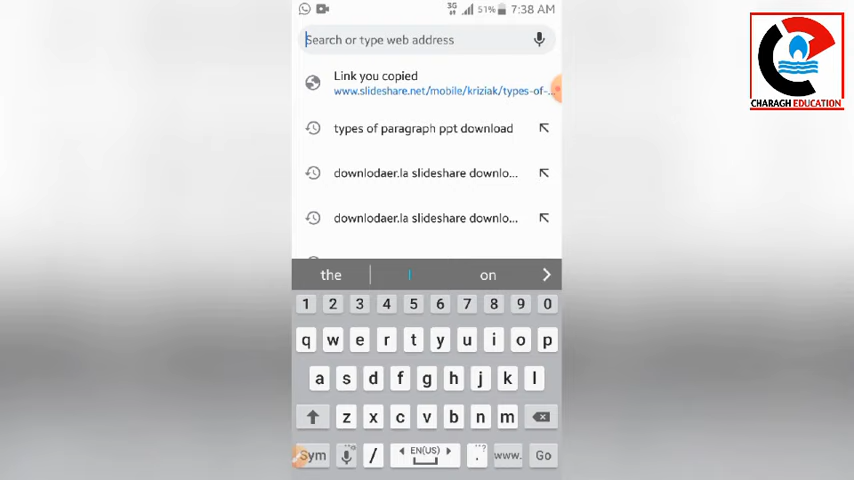 3G 51% 7:38 AM
Search or type web address
Link you copied
www.slideshare.net/mobile/kriziak/types-of-...
types of paragraph ppt download
downlodaer.la slideshare downlo...
downlodaer.la slideshare downlo...
the I on
1 2 3 4 5 6 7 8 9 0
q w e r t y u i o p
a s d f g h j k l
z x c v b n m
Sym / EN(US) . www. Go
CHARAGH EDUCATION